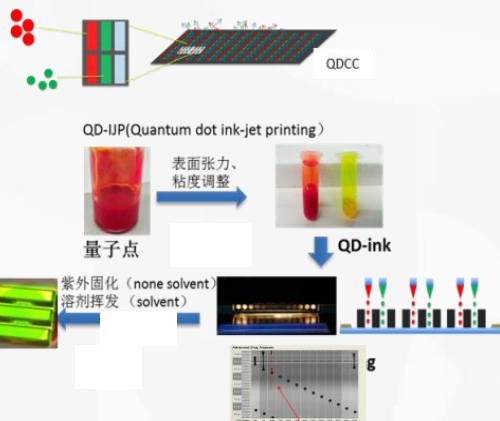 QDCC
QD-IJP(Quantum dot ink-jet printing）
表面张力、
粘度调整
量子点
QD-ink
紫外固化（none solvent）
溶剂挥发 （solvent）
g